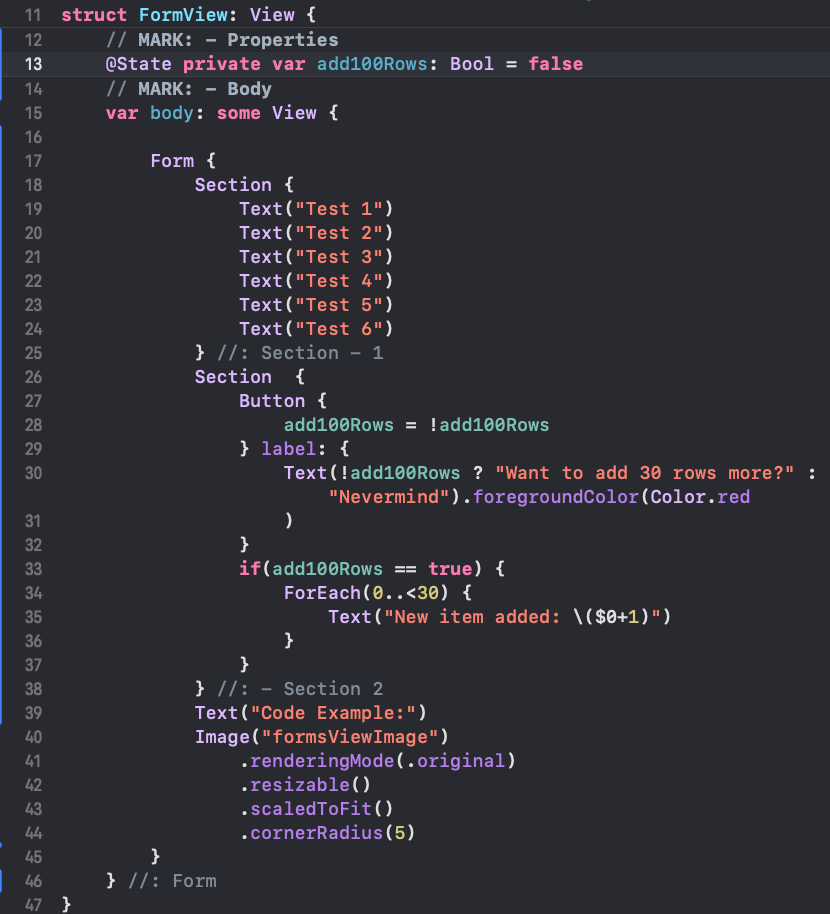 11 struct FormView: View {
12     // MARK: - Properties
13     @State private var add100Rows: Bool = false
14     // MARK: - Body
15     var body: some View {
16
17         Form {
18             Section {
19                 Text("Test 1")
20                 Text("Test 2")
21                 Text("Test 3")
22                 Text("Test 4")
23                 Text("Test 5")
24                 Text("Test 6")
25             } //: Section - 1
26             Section  {
27                 Button {
28                     add100Rows = !add100Rows
29                 } label: {
30                     Text(!add100Rows ? "Want to add 30 rows more?" :
                         "Nevermind").foregroundColor(Color.red
31                     )
32                 }
33                 if(add100Rows == true) {
34                     ForEach(0..<30) {
35                         Text("New item added: \($0+1)")
36                     }
37                 }
38             } //: - Section 2
39             Text("Code Example:")
40             Image("formsViewImage")
41                 .renderingMode(.original)
42                 .resizable()
43                 .scaledToFit()
44                 .cornerRadius(5)
45         }
46     } //: Form
47 }